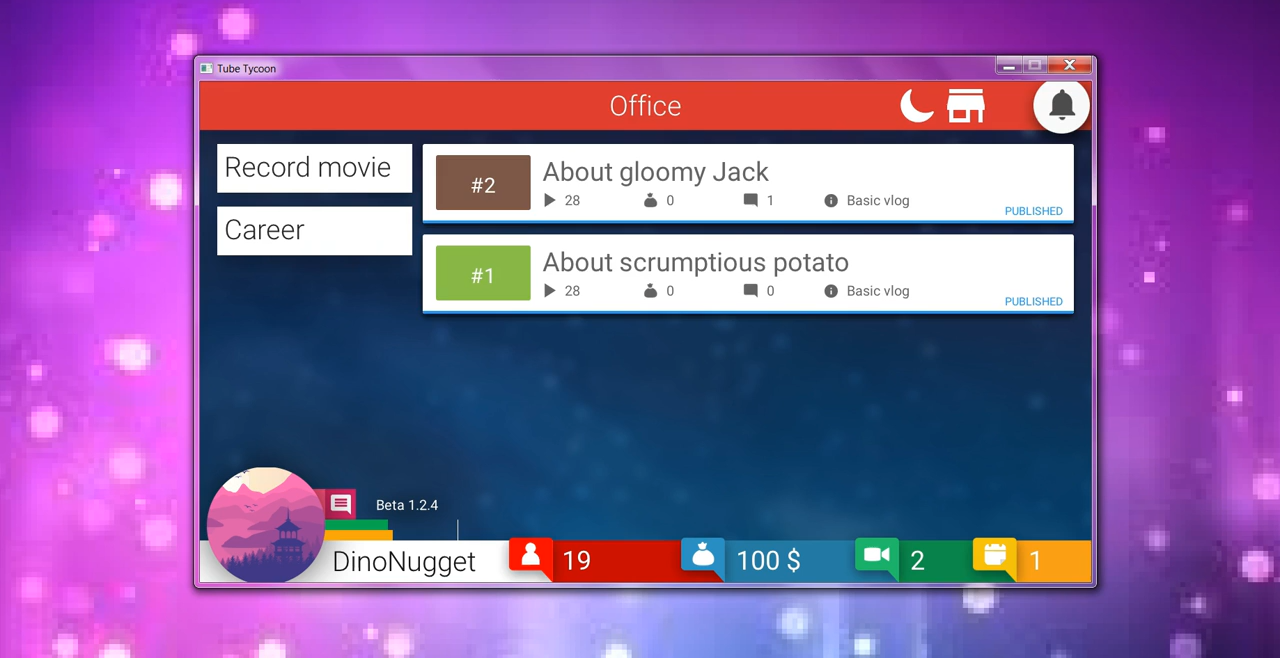 Tube Tycoon
Office
Record movie
Career
#2
About gloomy Jack
28 0 1 Basic vlog
PUBLISHED
#1
About scrumptious potato
28 0 0 Basic vlog
PUBLISHED
Beta 1.2.4
DinoNugget 19 100 $ 2 1